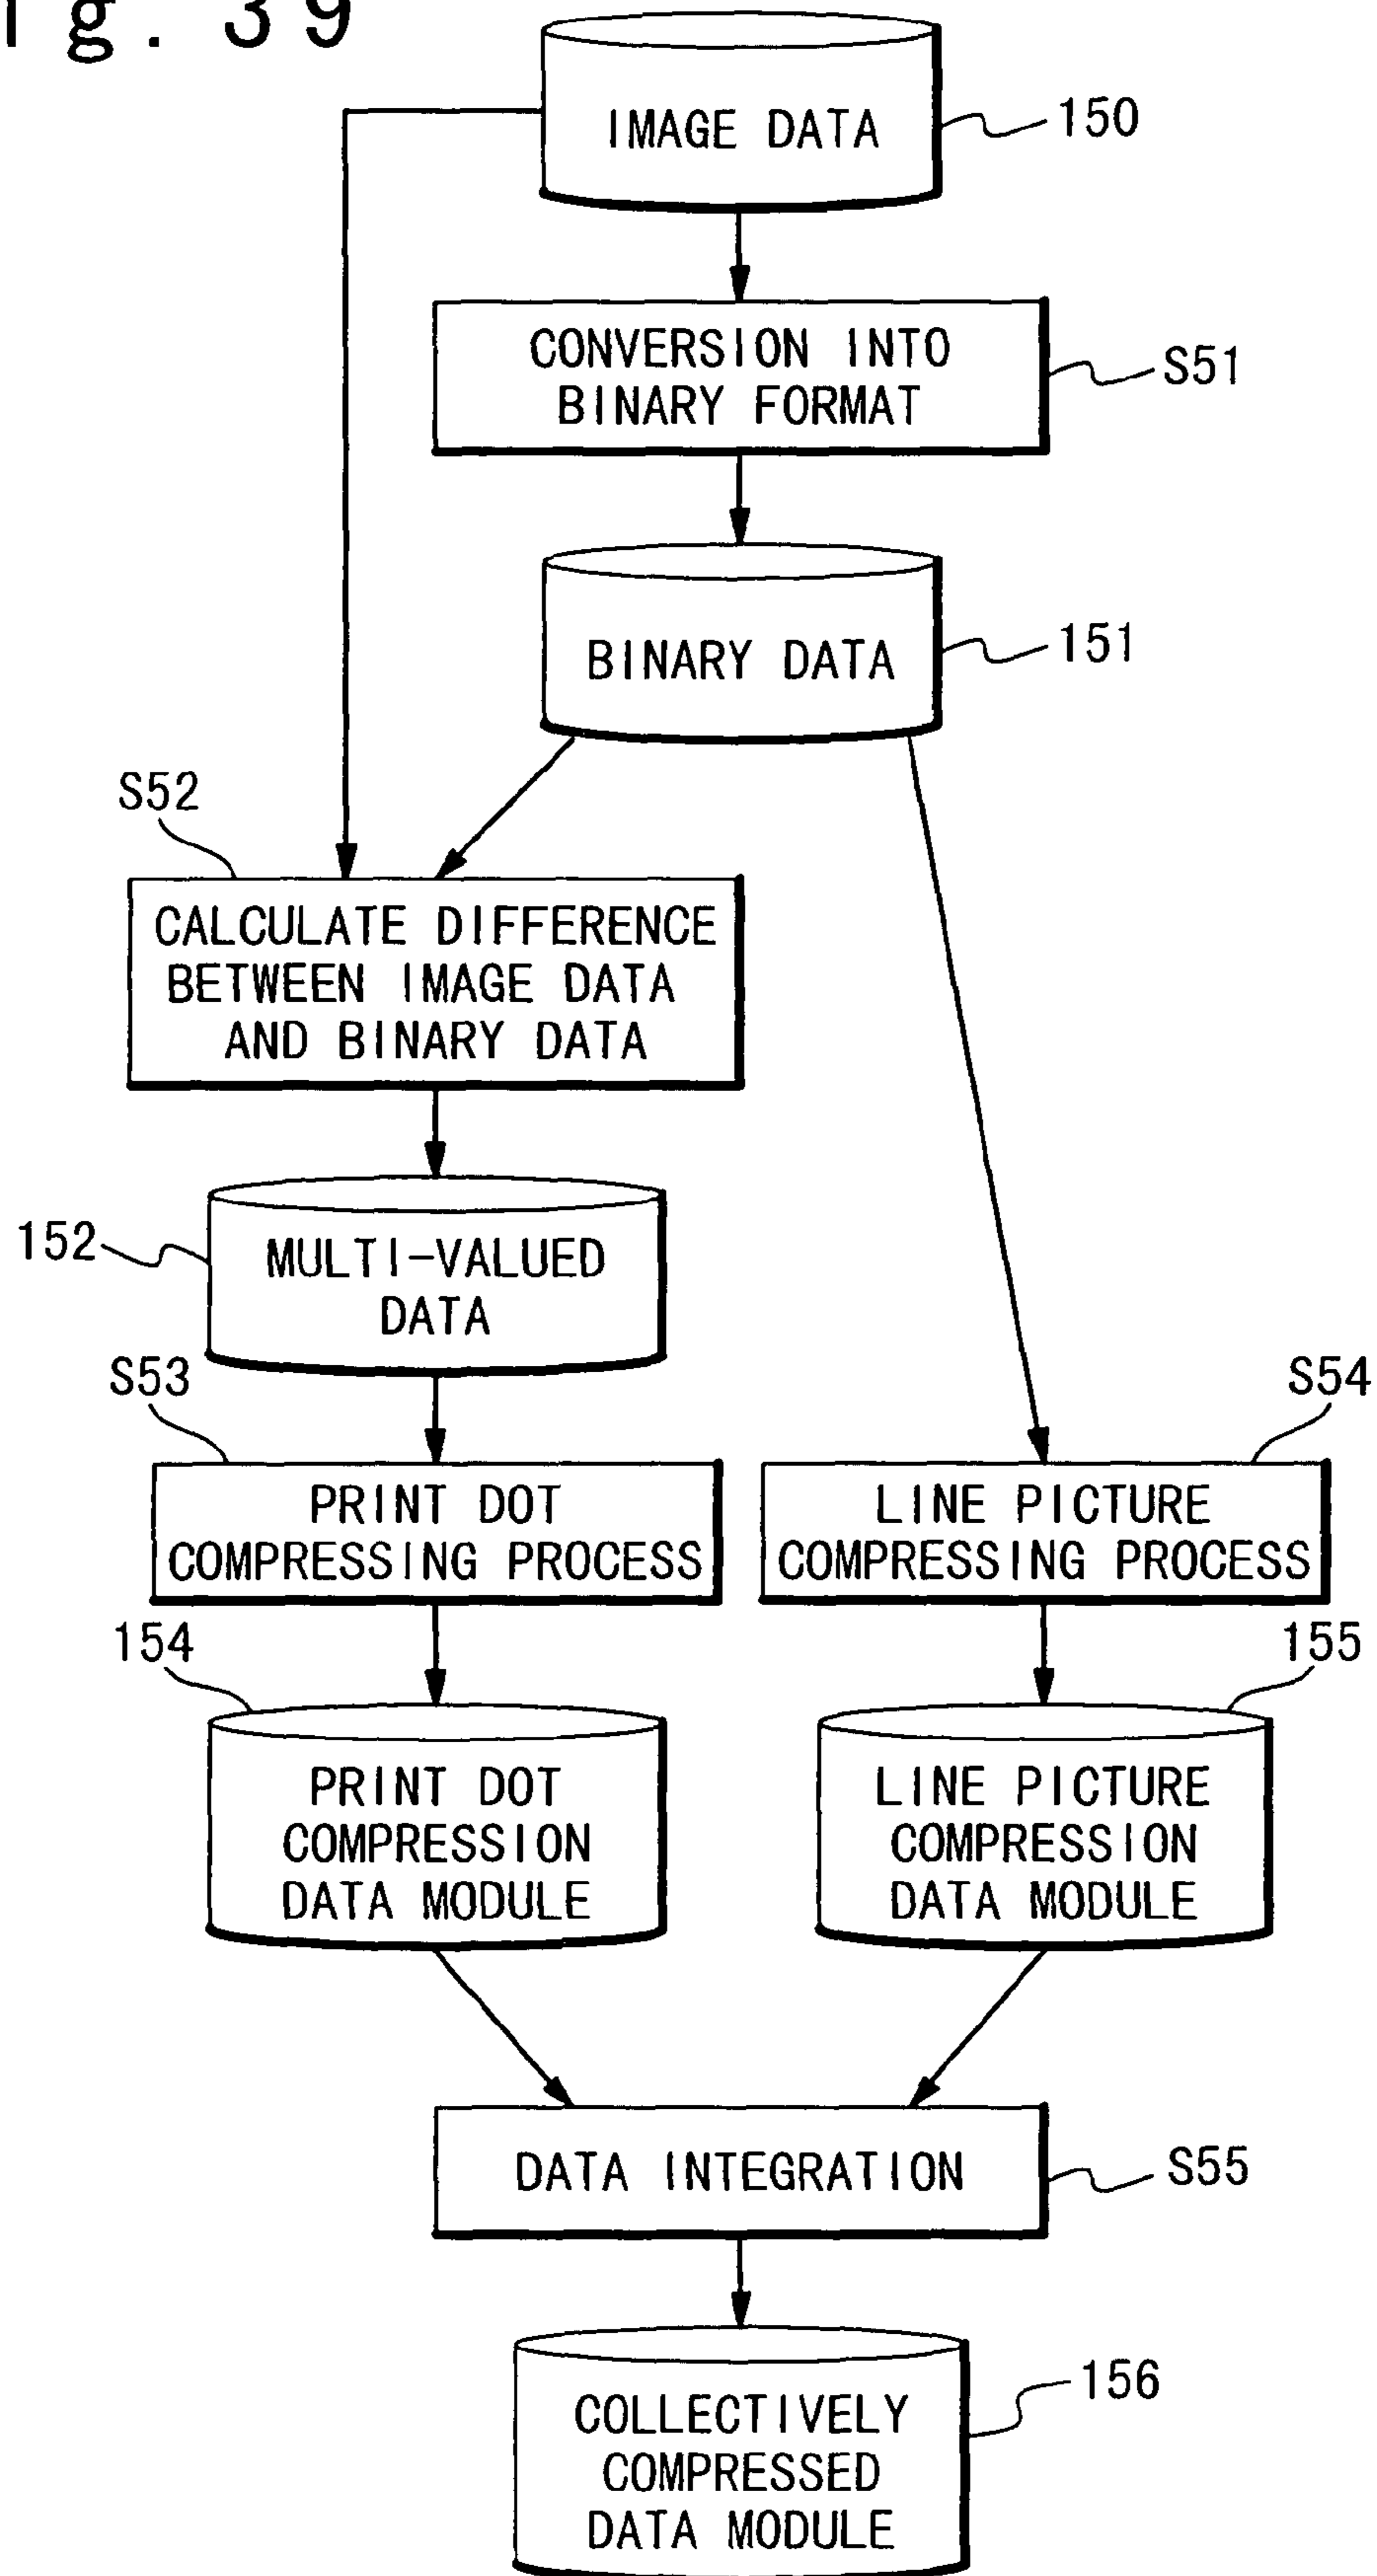 ig. 39
IMAGE DATA
150
CONVERSION INTO
BINARY FORMAT
S51
BINARY DATA
151
S52
CALCULATE DIFFERENCE
BETWEEN IMAGE DATA
AND BINARY DATA
152
MULTI-VALUED
DATA
S53
S54
PRINT DOT
COMPRESSING PROCESS
LINE PICTURE
COMPRESSING PROCESS
154
155
PRINT DOT
COMPRESSION
DATA MODULE
LINE PICTURE
COMPRESSION
DATA MODULE
DATA INTEGRATION
S55
COLLECTIVELY
COMPRESSED
DATA MODULE
156